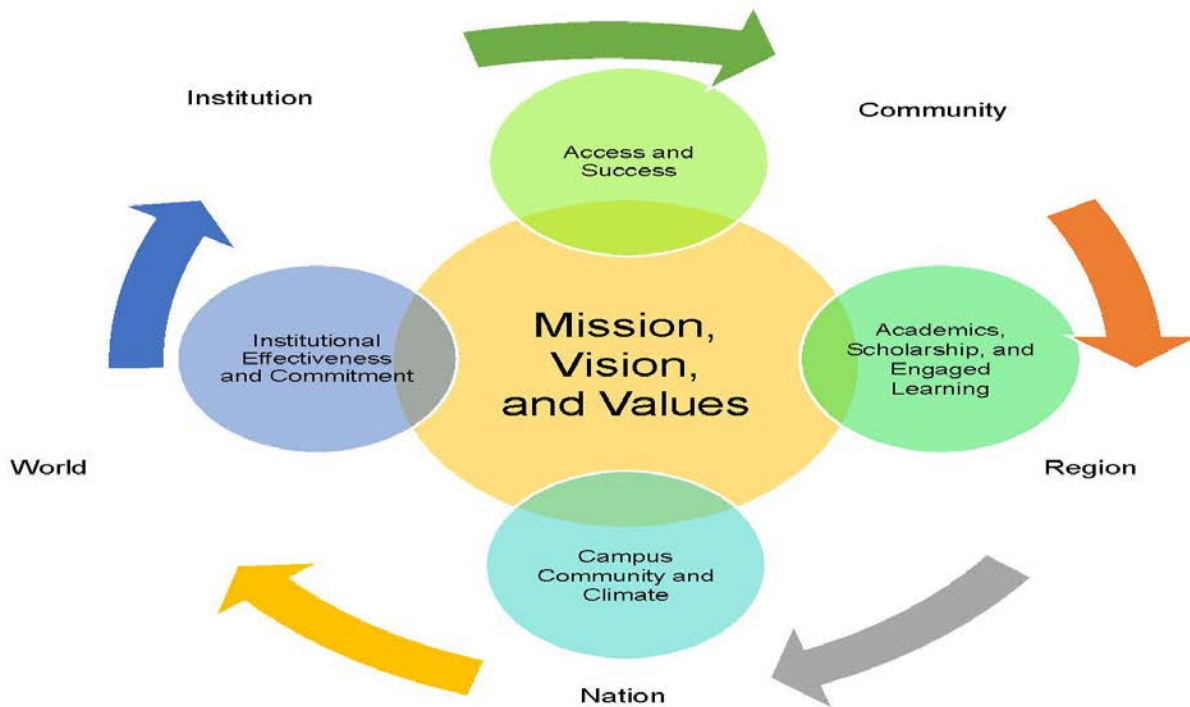 Institution
Community
Access and
Success
Mission,
Vision,
and Values
Institutional
Effectiveness
and Commitment
Academics,
Scholarship, and
Engaged
Learning
World
Region
Campus
Community and
Climate
Nation